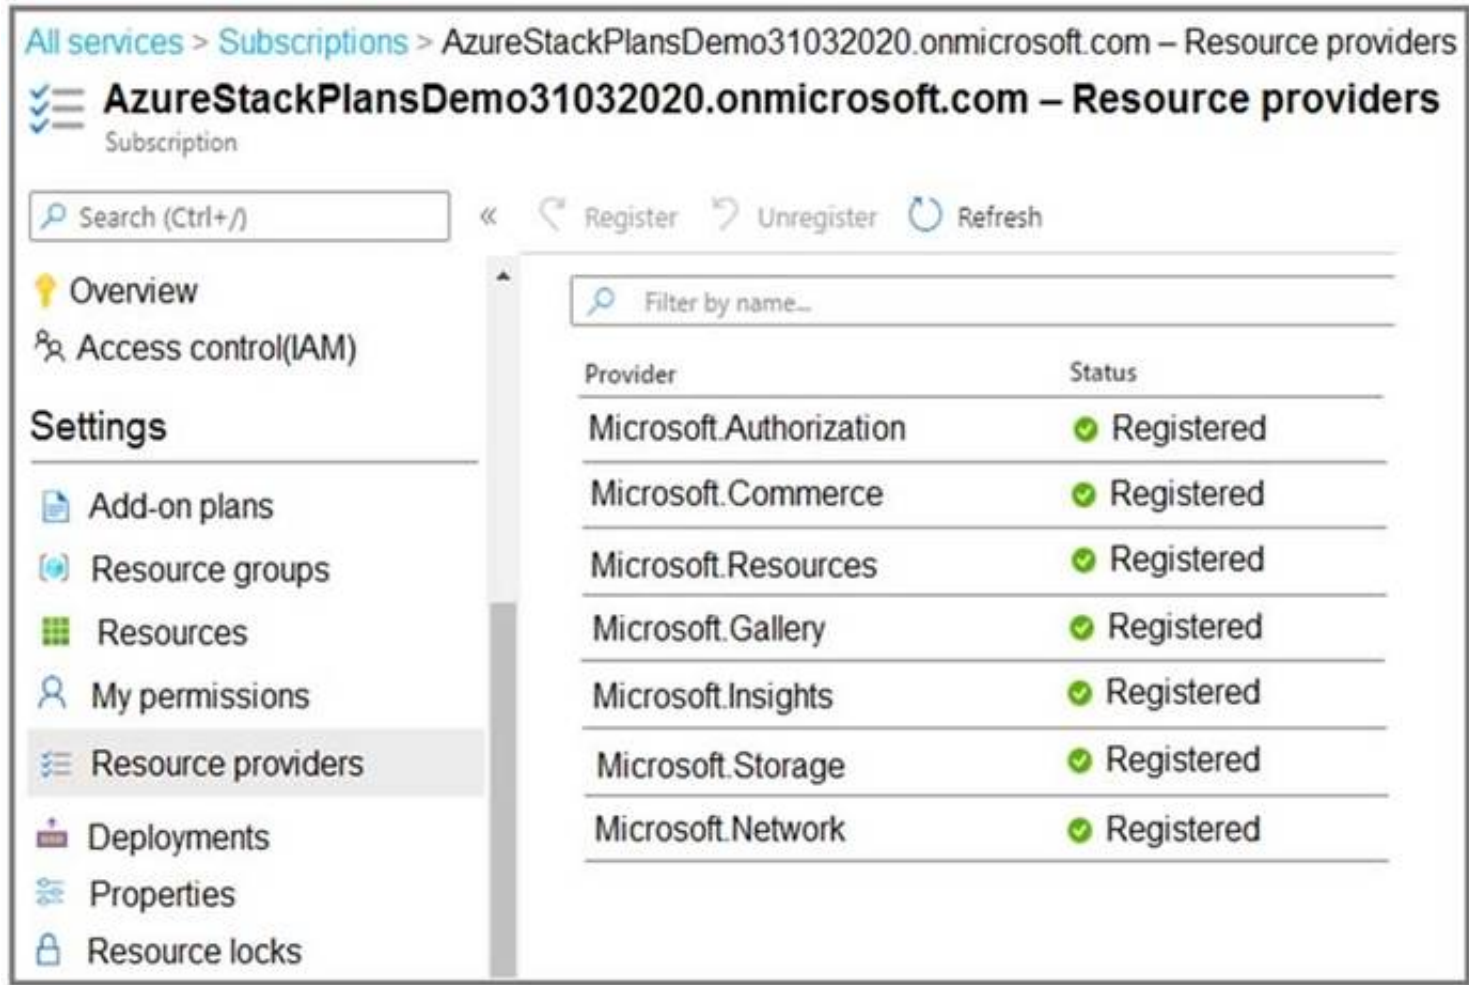 All services > Subscriptions > AzureStackPlansDemo31032020.onmicrosoft.com – Resource providers
AzureStackPlansDemo31032020.onmicrosoft.com – Resource providers
Subscription
Search (Ctrl+/)
« Register Unregister Refresh
Overview
Access control(IAM)
Settings
Add-on plans
Resource groups
Resources
My permissions
Resource providers
Deployments
Properties
Resource locks
Filter by name...
Provider Status
Microsoft.Authorization Registered
Microsoft.Commerce Registered
Microsoft.Resources Registered
Microsoft.Gallery Registered
Microsoft.Insights Registered
Microsoft.Storage Registered
Microsoft.Network Registered